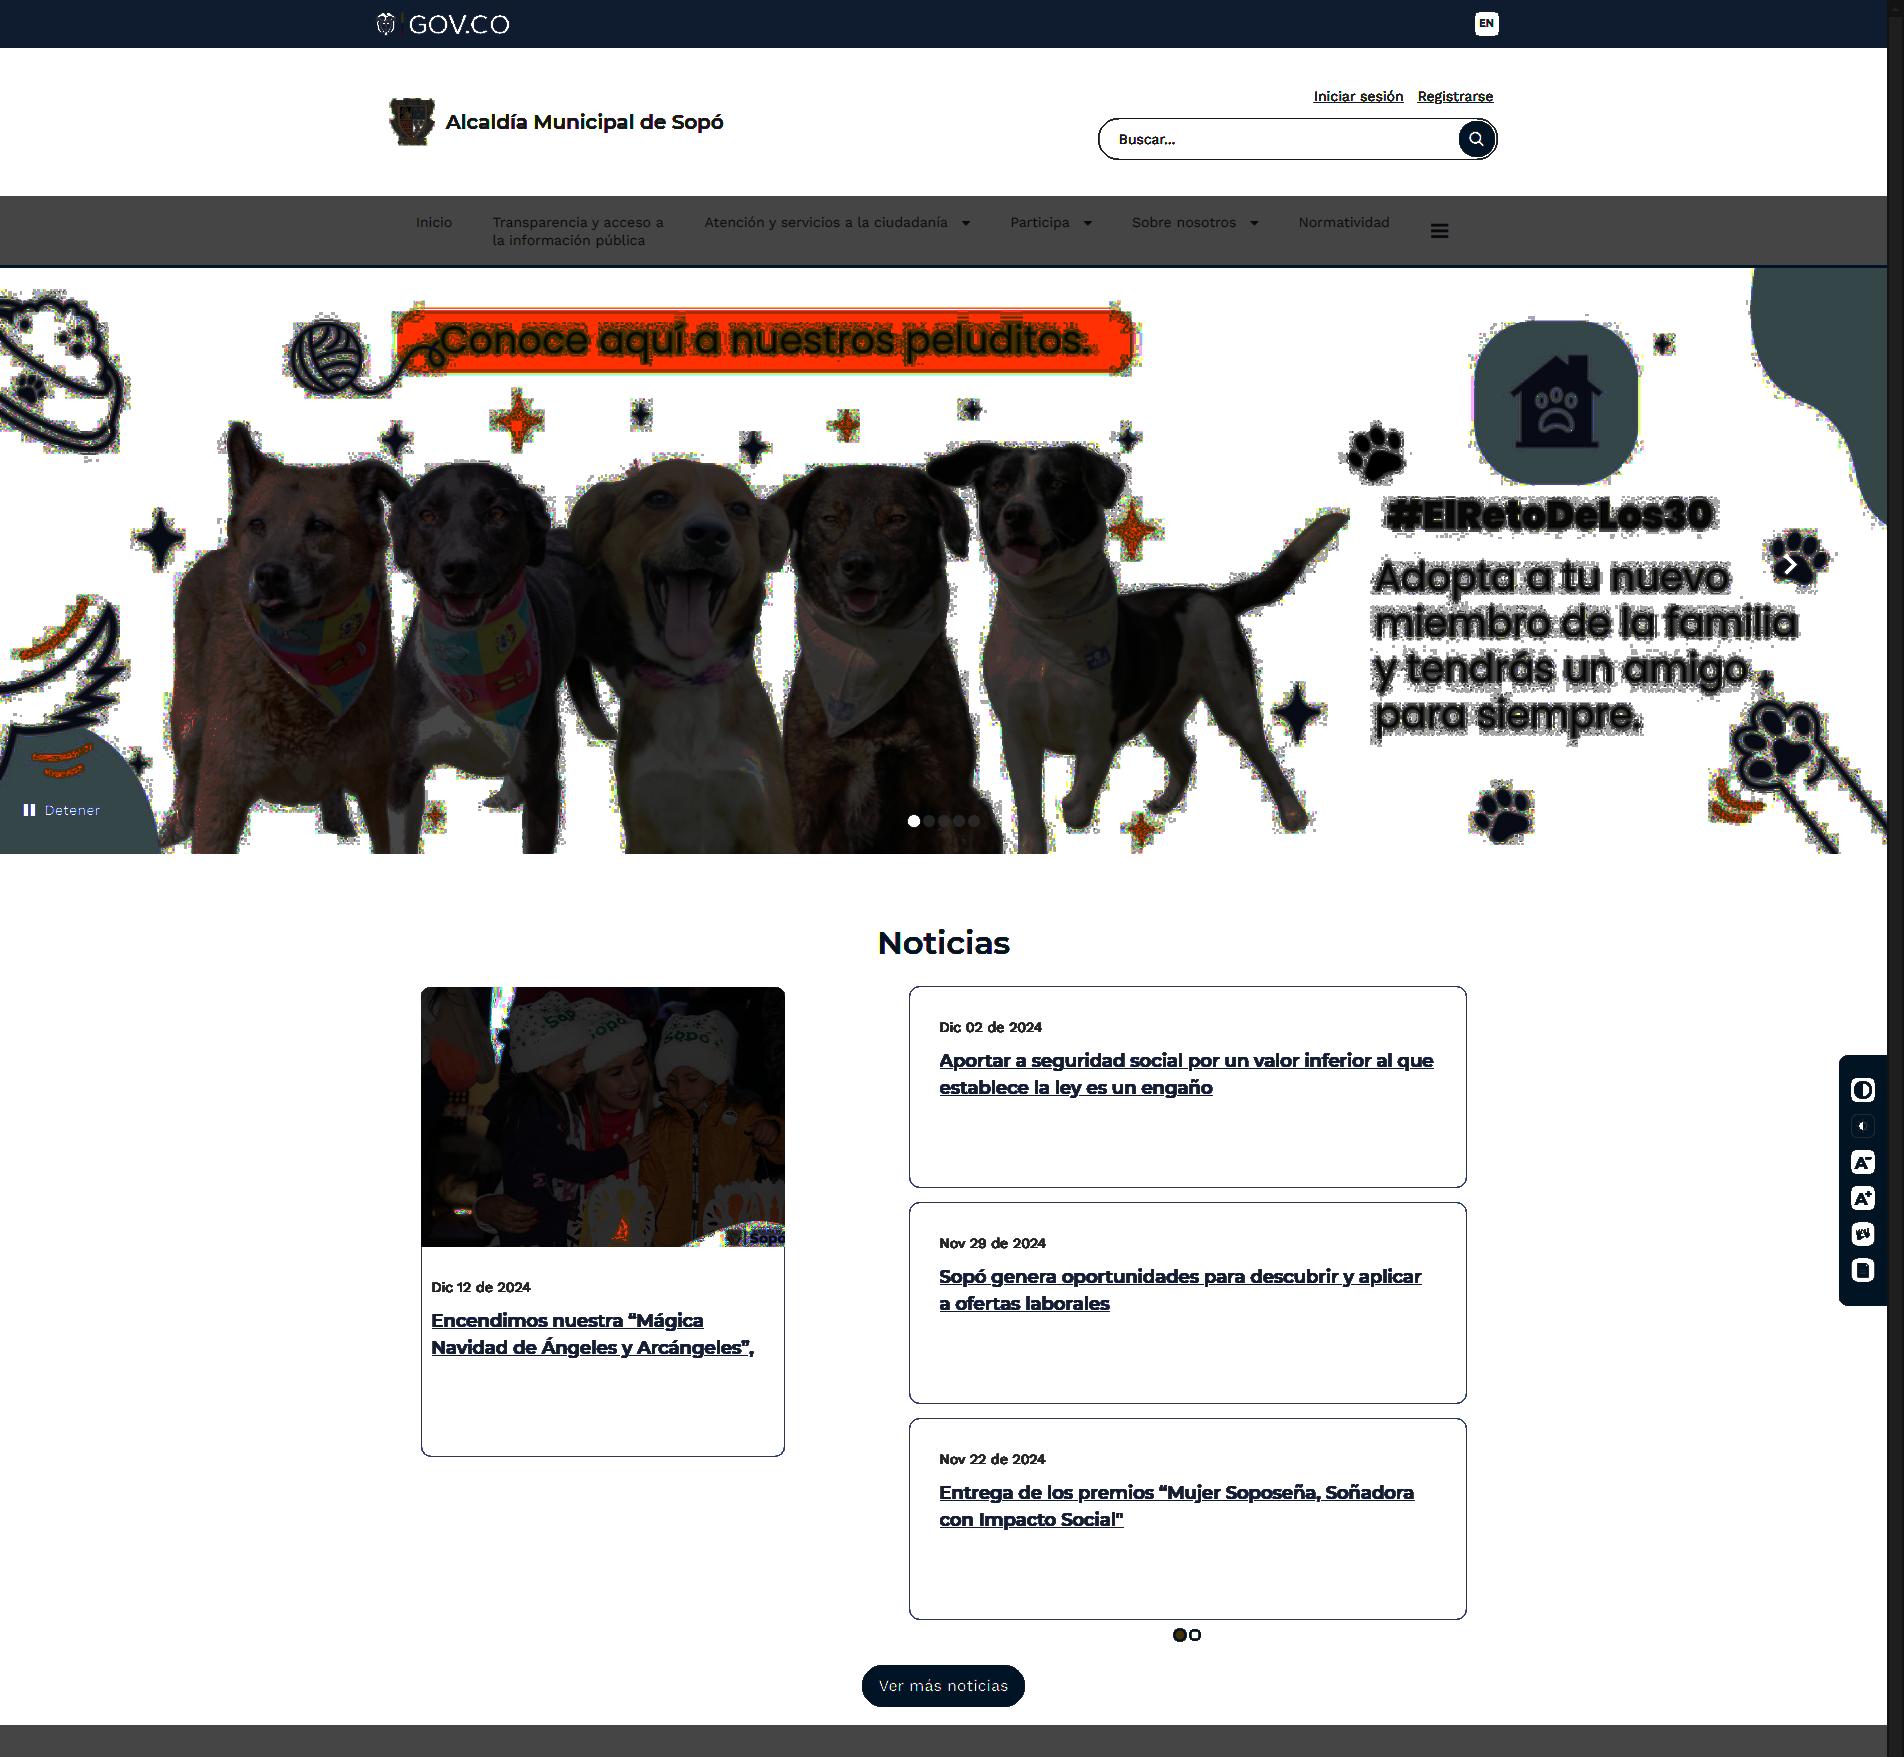 GOV.CO
EN
Alcaldía Municipal de Sopó
Iniciar sesión Registrarse
Buscar...
Inicio
Transparencia y acceso a
la información pública
Atención y servicios a la ciudadanía
Participa
Sobre nosotros
Normatividad
Conoce aquí a nuestros peluditos.
#ElRetoDeLos30
Adopta a tu nuevo
miembro de la familia
y tendrás un amigo
para siempre.
Detener
Noticias
sopó
sopó
sopó
Sopó
Dic 12 de 2024
Encendimos nuestra “Mágica
Navidad de Ángeles y Arcángeles”,
Dic 02 de 2024
Aportar a seguridad social por un valor inferior al que
establece la ley es un engaño
Nov 29 de 2024
Sopó genera oportunidades para descubrir y aplicar
a ofertas laborales
Nov 22 de 2024
Entrega de los premios “Mujer Soposeña, Soñadora
con Impacto Social"
A-
A+
Ver más noticias